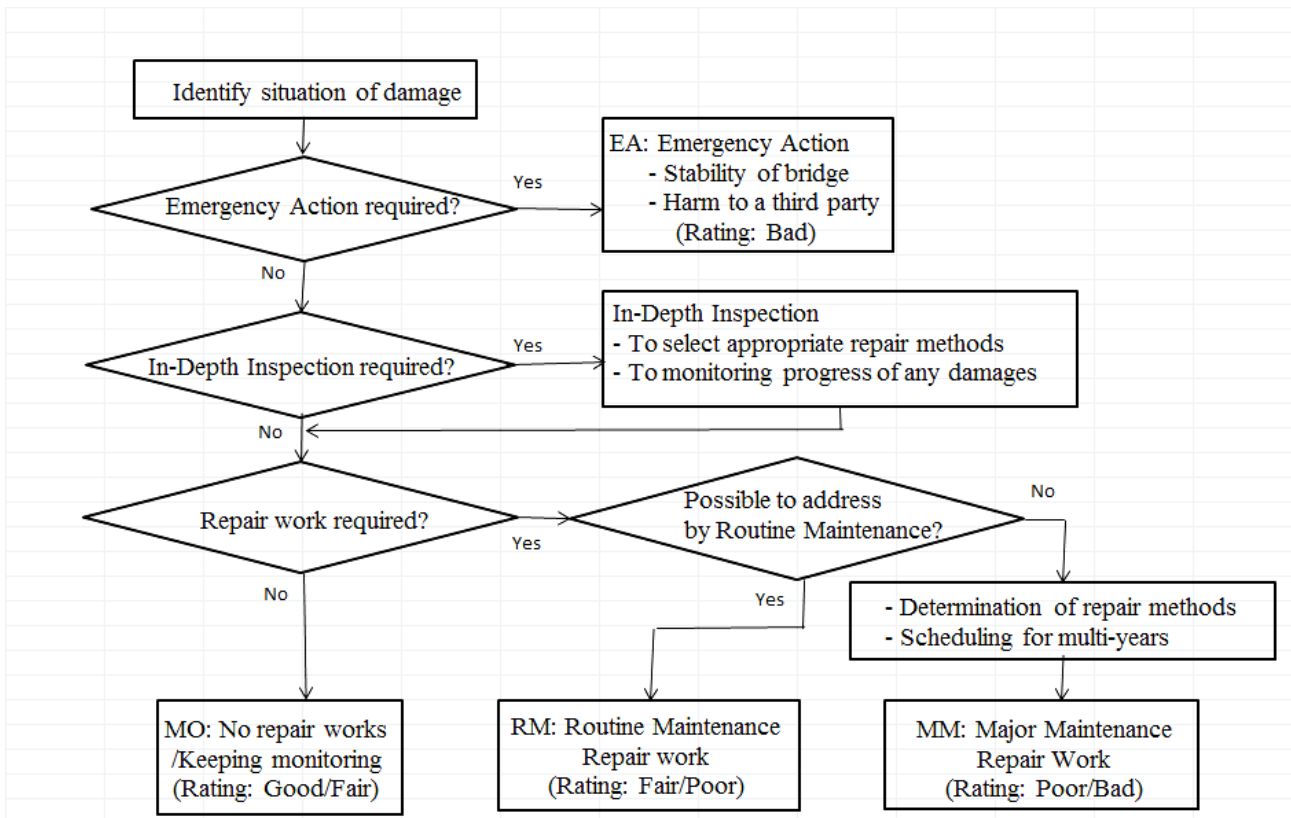 Identify situation of damage
EA: Emergency Action
- Stability of bridge
- Harm to a third party
(Rating: Bad)
Yes
Emergency Action required?
No
In-Depth Inspection
- To select appropriate repair methods
- To monitoring progress of any damages
Yes
In-Depth Inspection required?
No
Repair work required?
Yes
Possible to address
by Routine Maintenance?
No
No
Yes
- Determination of repair methods
- Scheduling for multi-years
MO: No repair works
/Keeping monitoring
(Rating: Good/Fair)
RM: Routine Maintenance
Repair work
(Rating: Fair/Poor)
MM: Major Maintenance
Repair Work
(Rating: Poor/Bad)